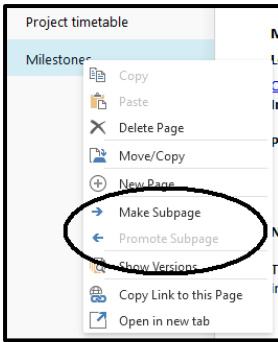 Project timetable
Milestones
Copy
Paste
Delete Page
Move/Copy
New Page
Make Subpage
Promote Subpage
Show Versions
Copy Link to this Page
Open in new tab